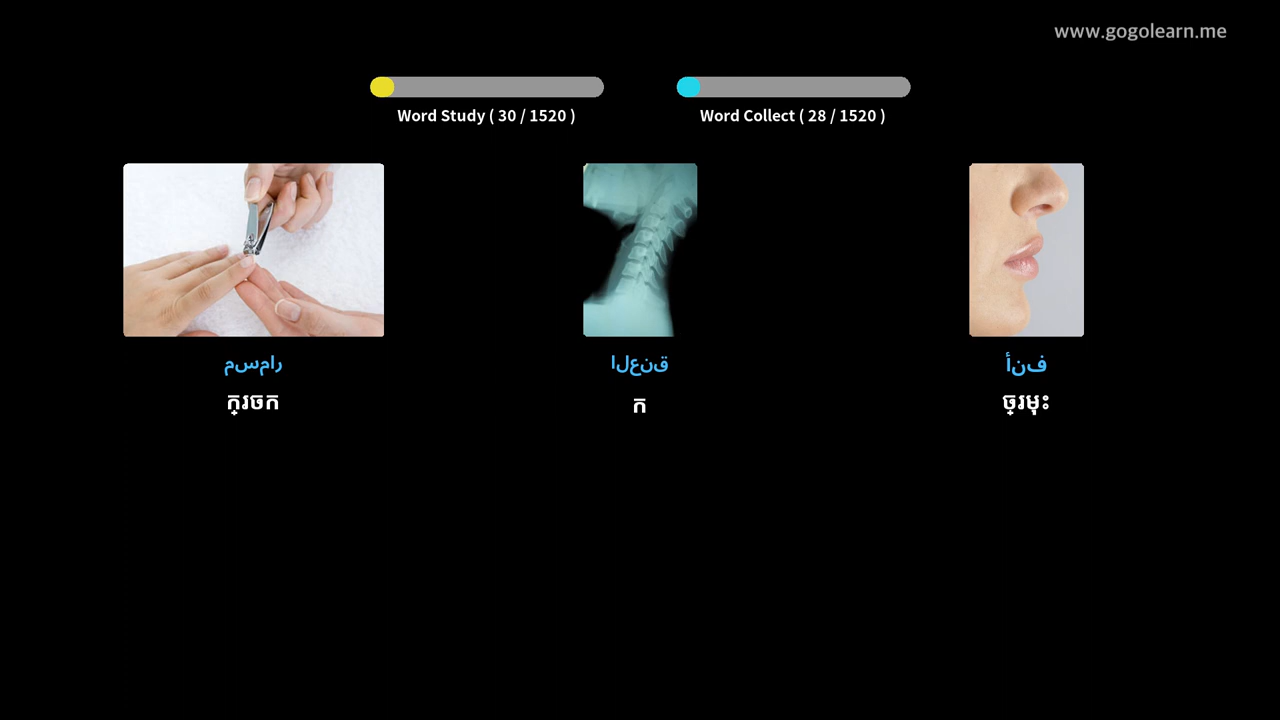 www.gogolearn.me
Word Study ( 30 / 1520 )
Word Collect ( 28 / 1520 )
مسمار
العنق
أنف
ក្រចក
ក
ច្រមុះ